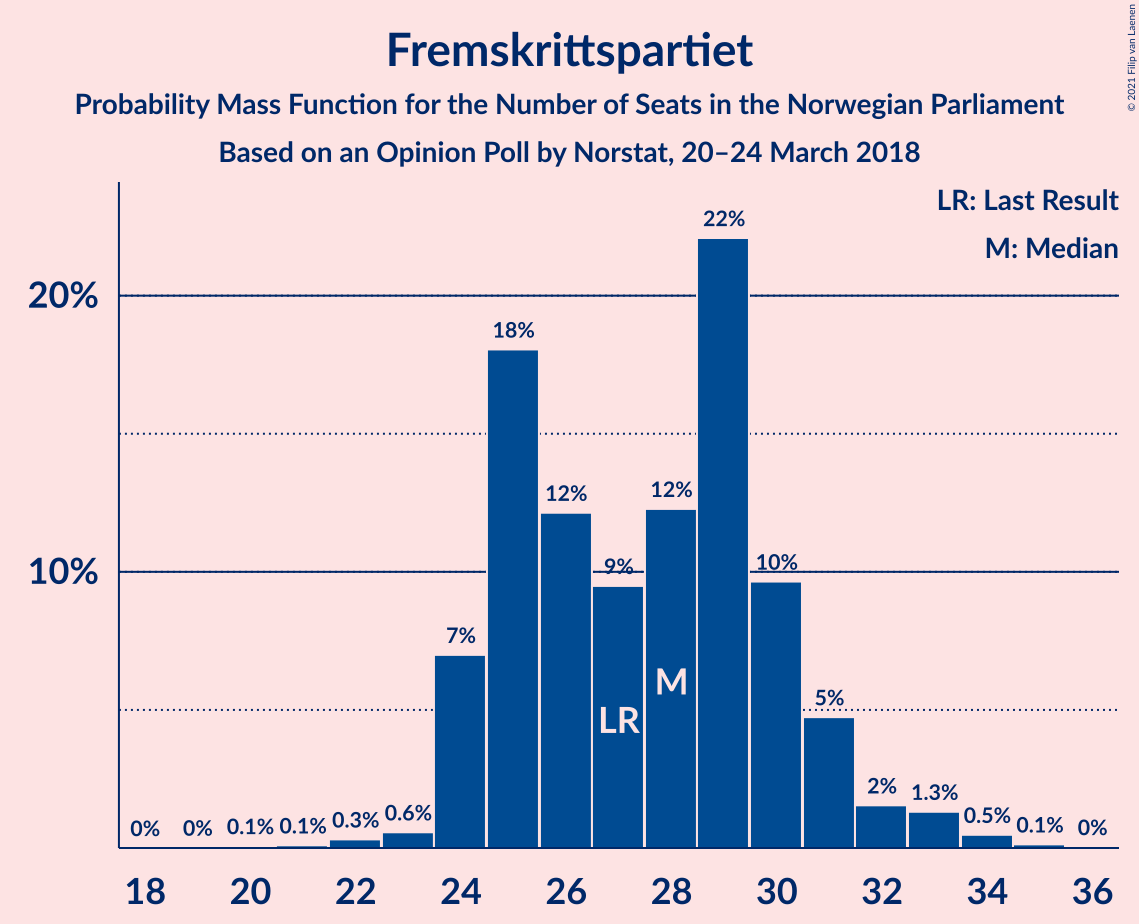 Fremskrittspartiet
Probability Mass Function for the Number of Seats in the Norwegian Parliament
Based on an Opinion Poll by Norstat, 20–24 March 2018
© 2021 Filip van Laenen
LR: Last Result
M: Median
20%
10%
0% 0% 0.1% 0.1% 0.3% 0.6% 7% 18% 12% 9% 12% 22% 10% 5% 2% 1.3% 0.5% 0.1% 0%
LR M
18 20 22 24 26 28 30 32 34 36